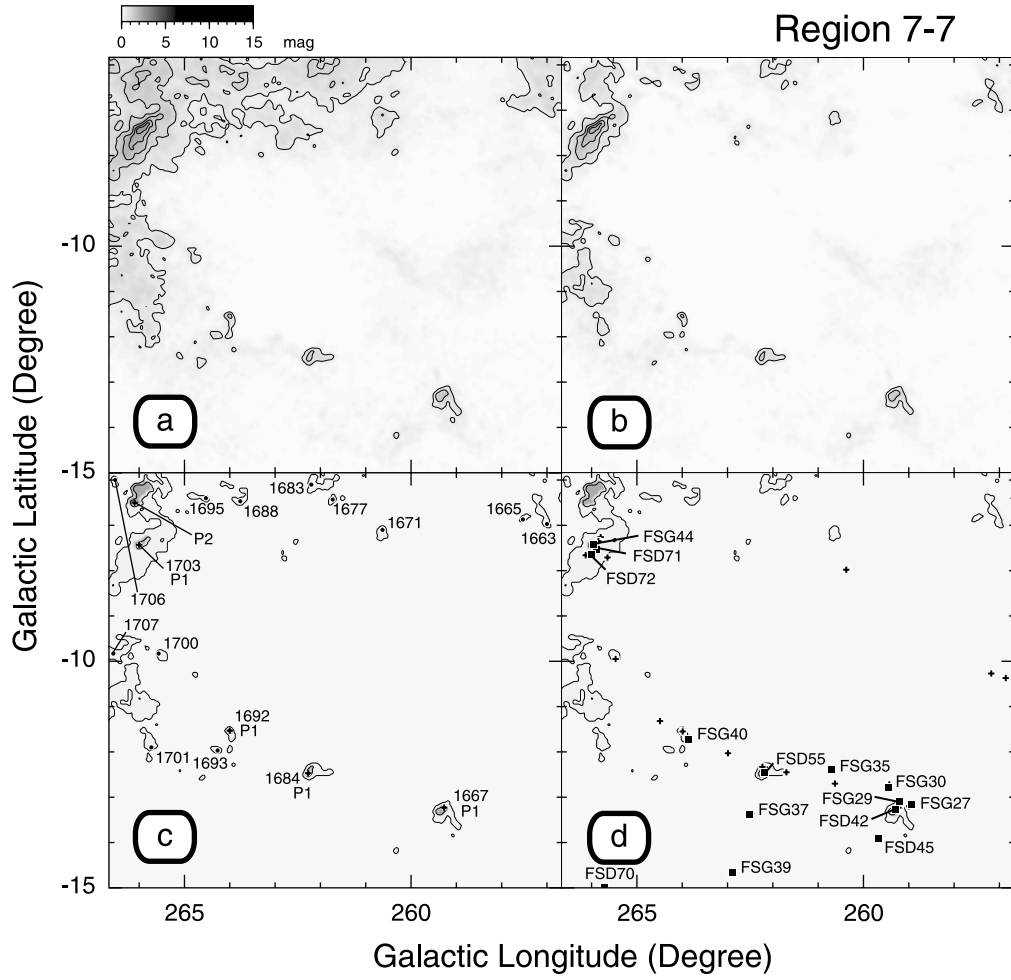 Region 7-7
0 5 10 15 mag
a
b
-10
-15
Galactic Latitude (Degree)
1683
1695
1688
1677
1671
1665
1663
P2
1703
P1
1706
1707
1700
1692
P1
1701
1693
1684
P1
1667
P1
c
FSG44
FSD71
FSD72
FSG40
FSD55
FSG35
FSG30
FSG29
FSG27
FSD42
FSG37
FSD45
FSG39
FSD70
d
-10
-15
265
260
265
260
Galactic Longitude (Degree)